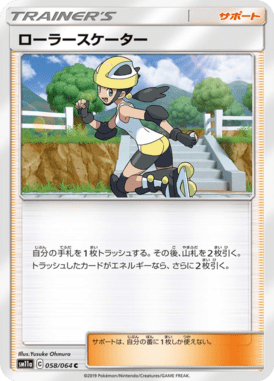 TRAINER'S
サポート
ローラースケーター
自分の手札を1枚トラッシュする。その後、山札を2枚引く。
トラッシュしたカードがエネルギーなら、さらに2枚引く。
Illus. Yusuke Ohmura
サポートは、自分の番に1枚しか使えない。
sm11a C 058/064 C
©2019 Pokémon/Nintendo/Creatures/GAME FREAK.